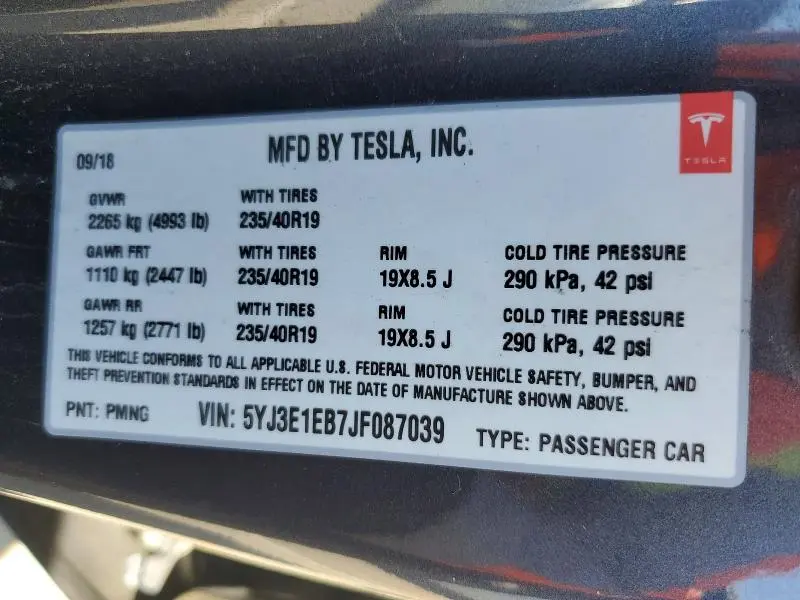 09/18
MFD BY TESLA, INC.
TESLA
GVWR
WITH TIRES
2265 kg (4993 lb)
235/40R19
GAWR FRT
WITH TIRES
RIM
COLD TIRE PRESSURE
1110 kg (2447 lb)
235/40R19
19X8.5 J
290 kPa, 42 psi
GAWR RR
WITH TIRES
RIM
COLD TIRE PRESSURE
1257 kg (2771 lb)
235/40R19
19X8.5 J
290 kPa, 42 psi
THIS VEHICLE CONFORMS TO ALL APPLICABLE U.S. FEDERAL MOTOR VEHICLE SAFETY, BUMPER, AND
THEFT PREVENTION STANDARDS IN EFFECT ON THE DATE OF MANUFACTURE SHOWN ABOVE.
PNT: PMNG
VIN: 5YJ3E1EB7JF087039
TYPE: PASSENGER CAR